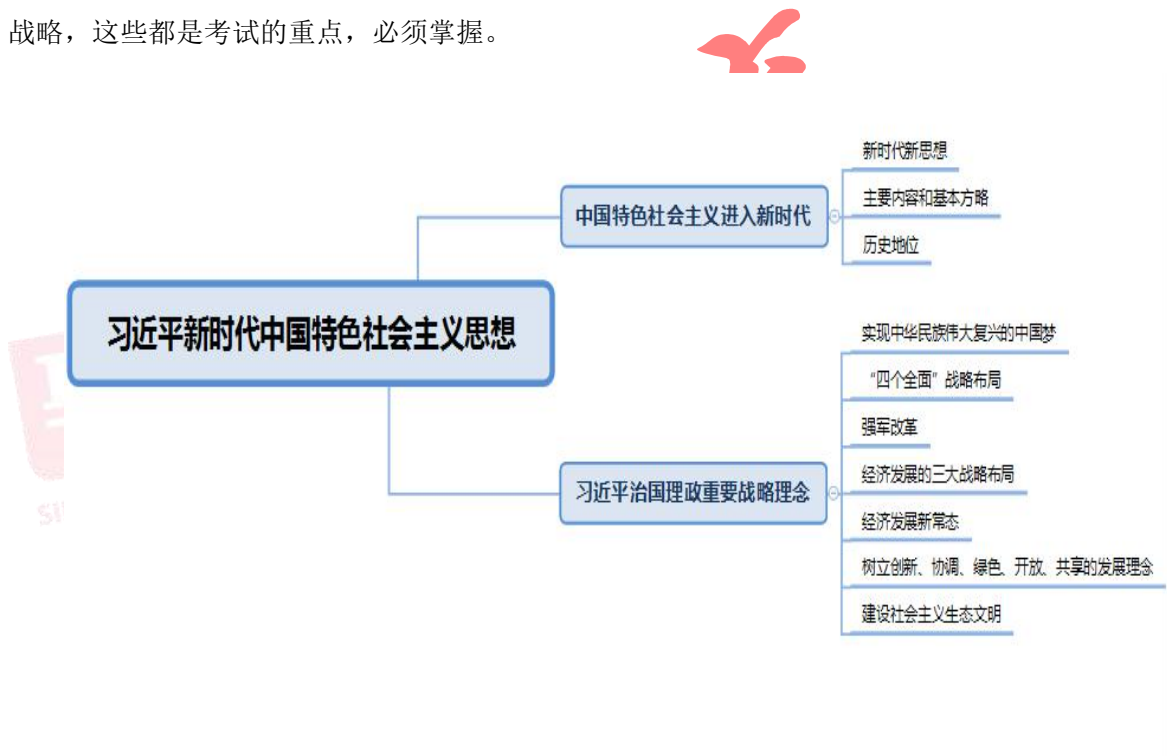 战略，这些都是考试的重点，必须掌握。
习近平新时代中国特色社会主义思想
中国特色社会主义进入新时代
新时代新思想
主要内容和基本方略
历史地位
习近平治国理政重要战略理念
实现中华民族伟大复兴的中国梦
“四个全面”战略布局
强军改革
经济发展的三大战略布局
经济发展新常态
树立创新、协调、绿色、开放、共享的发展理念
建设社会主义生态文明